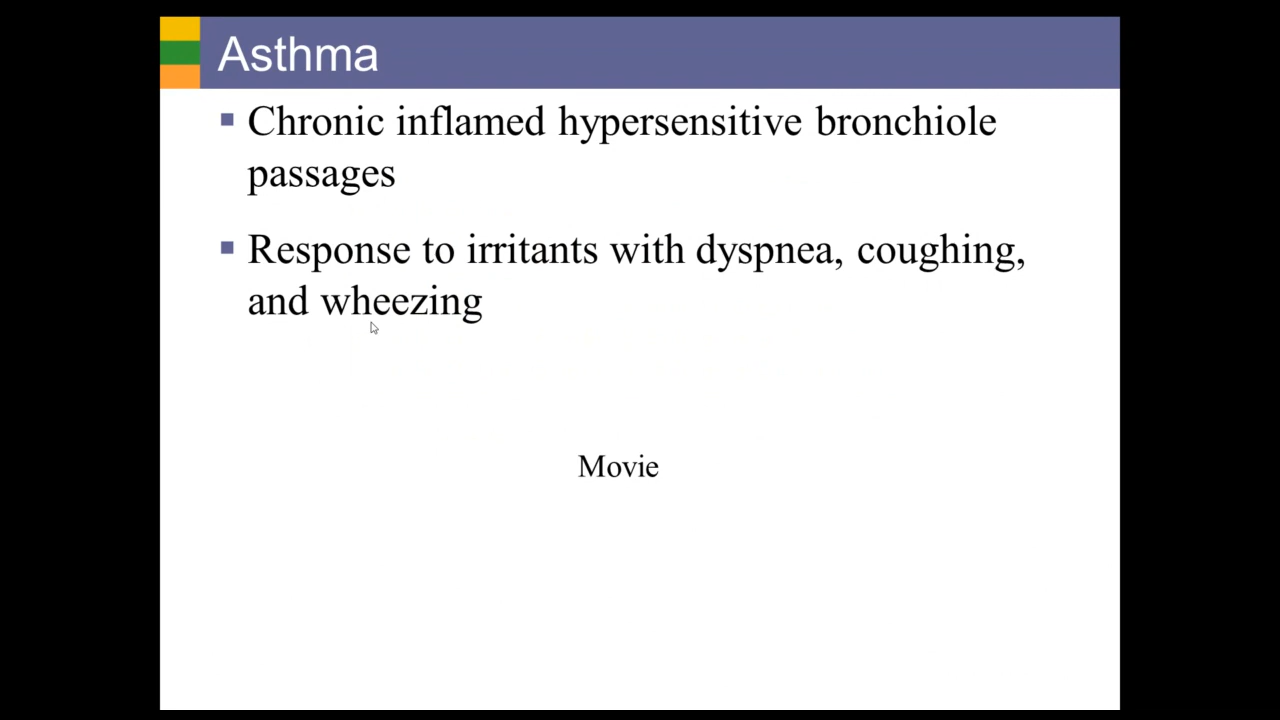 Asthma
Chronic inflamed hypersensitive bronchiole
passages
Response to irritants with dyspnea, coughing,
and wheezing
Movie